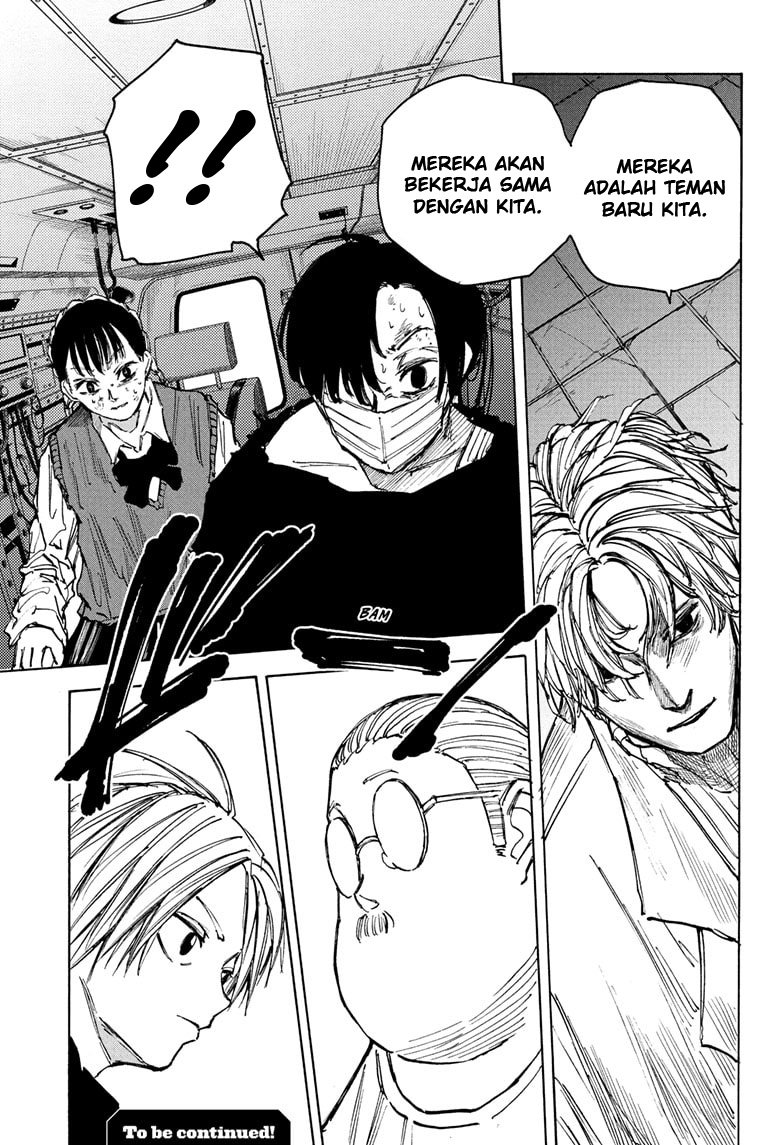 MEREKA
ADALAH TEMAN
BARU KITA.
MEREKA AKAN
BEKERJA SAMA
DENGAN KITA.
!!
BAM
To be continued!